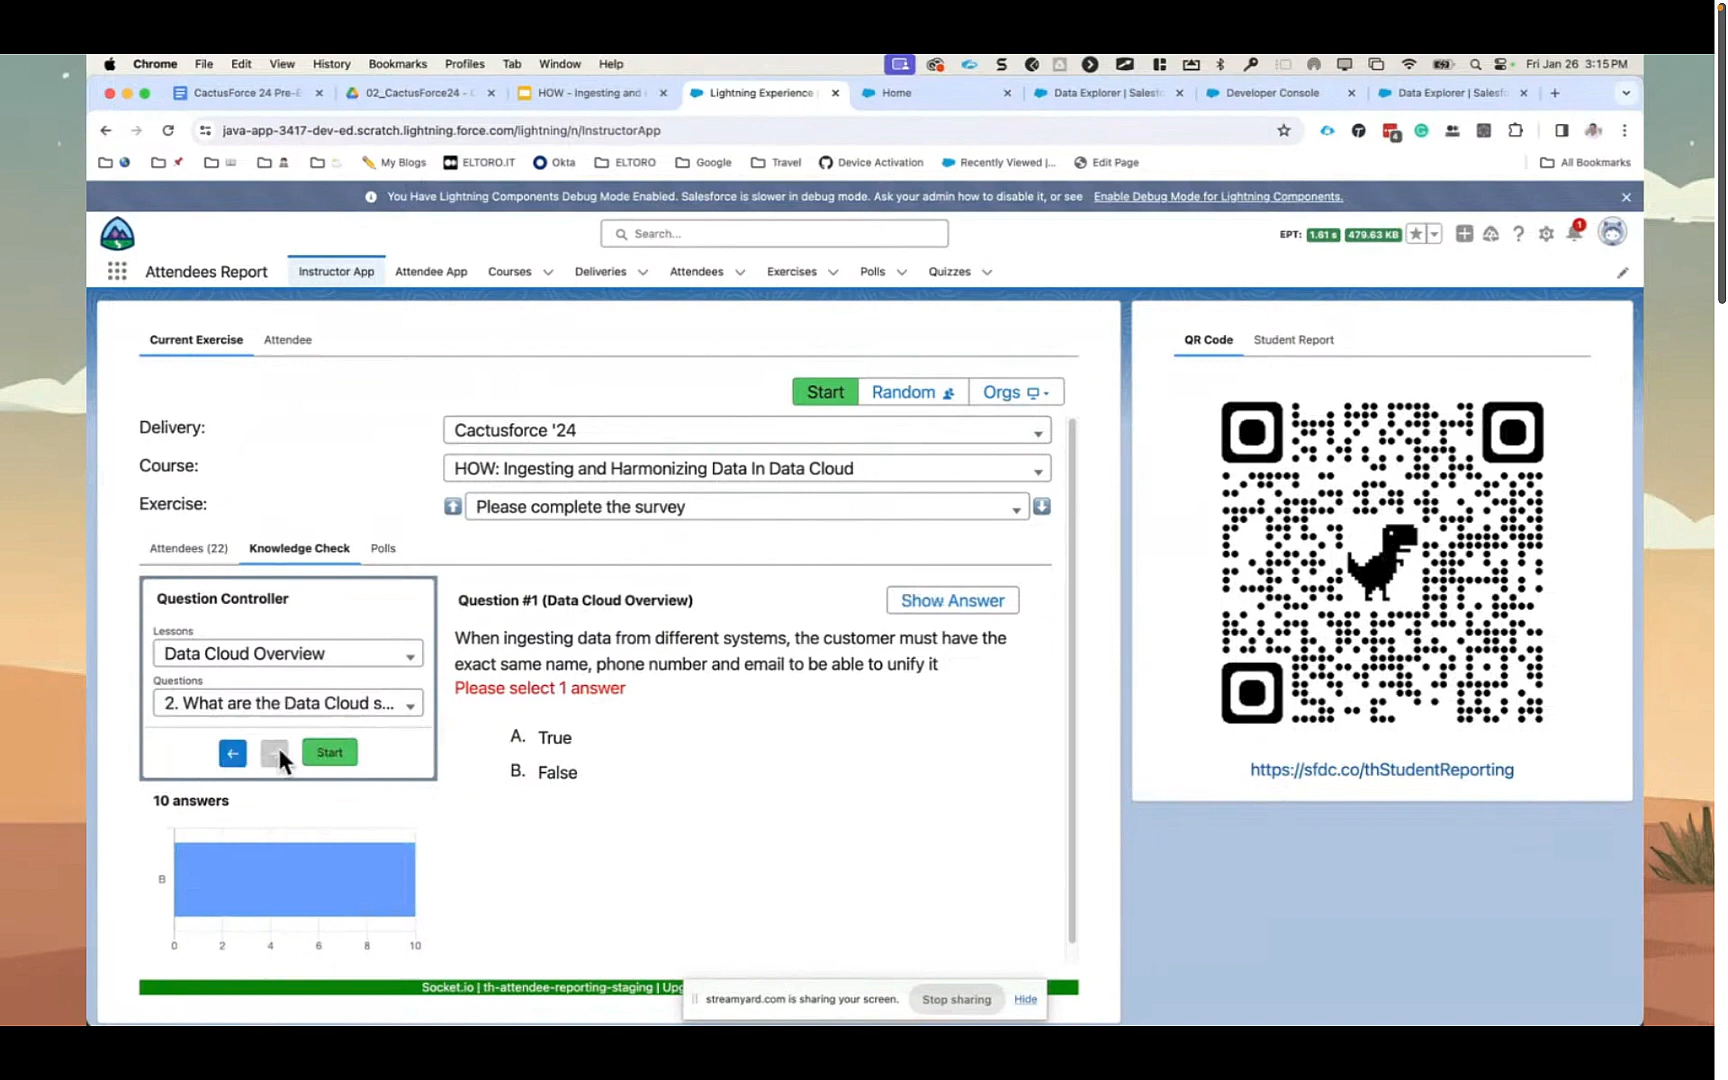 Chrome File Edit View History Bookmarks Profiles Tab Window Help Fri Jan 26 3:15 PM
CactusForce 24 Pre-E 02_CactusForce24 - HOW - Ingesting and Lightning Experience Home Data Explorer | Salesfo Developer Console Data Explorer | Salesfo
java-app-3417-dev-ed.scratch.lightning.force.com/lightning/n/InstructorApp
My Blogs ELTORO.IT Okta ELTORO Google Travel Device Activation Recently Viewed |... Edit Page All Bookmarks
You Have Lightning Components Debug Mode Enabled. Salesforce is slower in debug mode. Ask your admin how to disable it, or see Enable Debug Mode for Lightning Components.
Search... EPT: 1.61 s 479.63 KB 1
Attendees Report Instructor App Attendee App Courses Deliveries Attendees Exercises Polls Quizzes
Current Exercise Attendee
QR Code Student Report
Start Random Orgs
Delivery: Cactusforce '24
Course: HOW: Ingesting and Harmonizing Data In Data Cloud
Exercise: Please complete the survey
Attendees (22) Knowledge Check Polls
Question Controller
Lessons
Data Cloud Overview
Questions
2. What are the Data Cloud s...
Start
Question #1 (Data Cloud Overview) Show Answer
When ingesting data from different systems, the customer must have the
exact same name, phone number and email to be able to unify it
Please select 1 answer
A. True
B. False
https://sfdc.co/thStudentReporting
10 answers
B
0 2 4 6 8 10
Socket.io | th-attendee-reporting-staging |
streamyard.com is sharing your screen. Stop sharing Hide